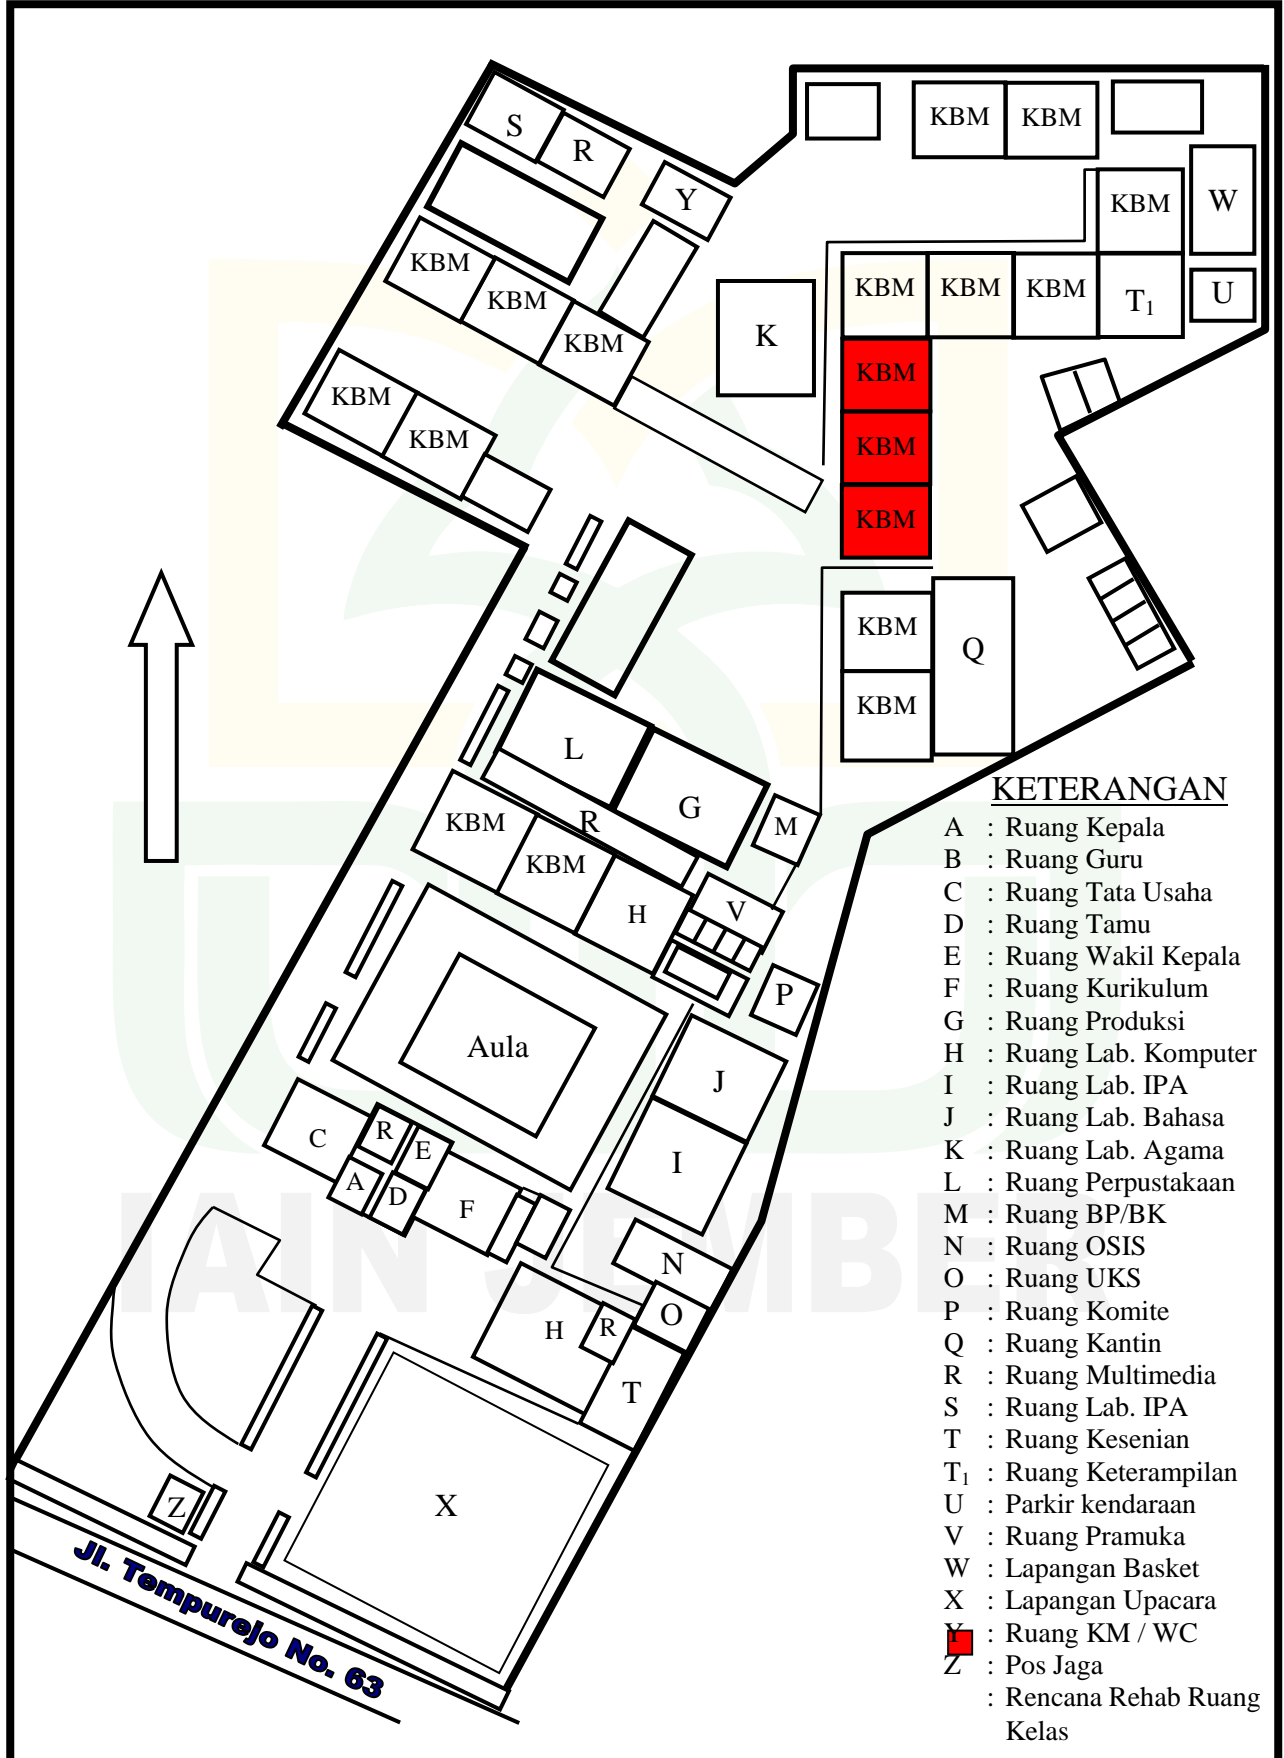 KBM KBM
S
R
Y
KBM
W
KBM
KBM
KBM
KBM KBM KBM T1 U
K
KBM
KBM
KBM
KBM
KBM
KBM
KBM
Q
KBM
L
G
M
R
KBM
KBM
H
V
P
Aula
J
C
R
E
I
A
D
F
N
O
H
R
T
X
Z
Jl. Tempurejo No. 63
KETERANGAN
A : Ruang Kepala
B : Ruang Guru
C : Ruang Tata Usaha
D : Ruang Tamu
E : Ruang Wakil Kepala
F : Ruang Kurikulum
G : Ruang Produksi
H : Ruang Lab. Komputer
I : Ruang Lab. IPA
J : Ruang Lab. Bahasa
K : Ruang Lab. Agama
L : Ruang Perpustakaan
M : Ruang BP/BK
N : Ruang OSIS
O : Ruang UKS
P : Ruang Komite
Q : Ruang Kantin
R : Ruang Multimedia
S : Ruang Lab. IPA
T : Ruang Kesenian
T1 : Ruang Keterampilan
U : Parkir kendaraan
V : Ruang Pramuka
W : Lapangan Basket
X : Lapangan Upacara
Y : Ruang KM / WC
Z : Pos Jaga
: Rencana Rehab Ruang
Kelas
IAIN JEMBER